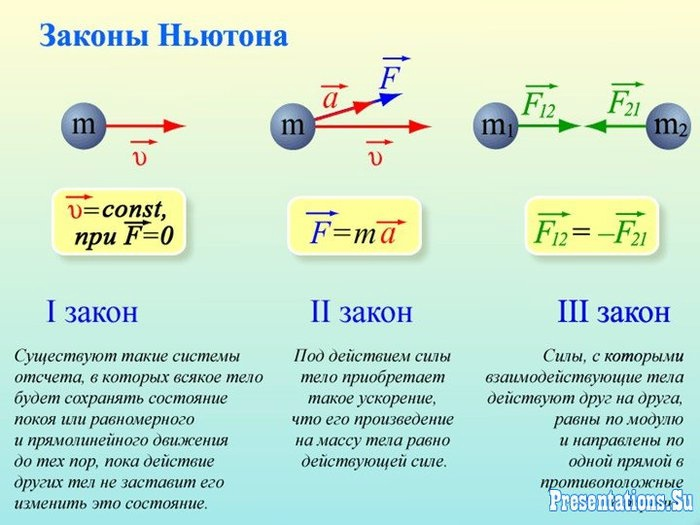 Законы Ньютона
m
υ
m
a
F
υ
m1
F12
F21
m2
υ=const,
при F=0
F=ma
F12 = –F21
I закон
II закон
III закон
Существуют такие системы
отсчета, в которых всякое тело
будет сохранять состояние
покоя или равномерного
и прямолинейного движения
до тех пор, пока действие
других тел не заставит его
изменить это состояние.
Под действием силы
тело приобретает
такое ускорение,
что его произведение
на массу тела равно
действующей силе.
Силы, с которыми
взаимодействующие тела
действуют друг на друга,
равны по модулю
и направлены по
одной прямой в
противоположные
Presentations.Su